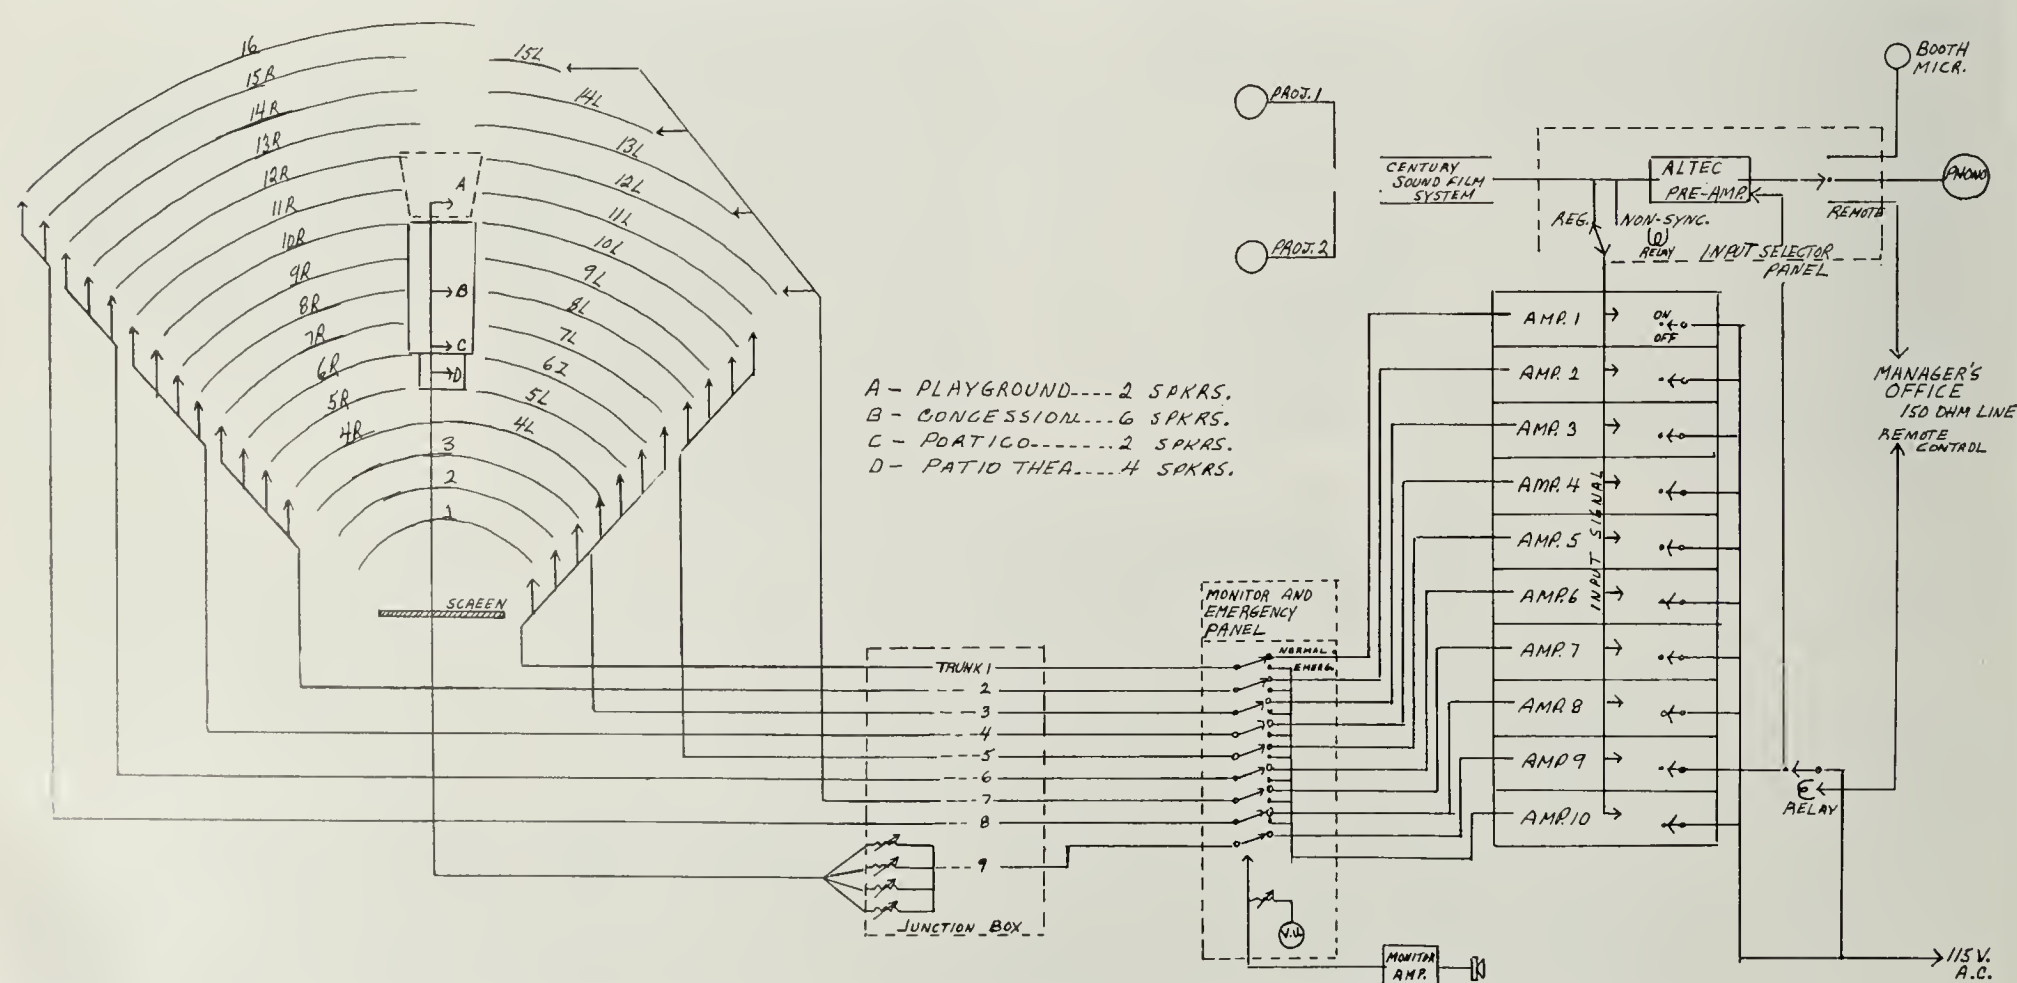 16
15R
14R
13R
12R
11R
10R
9R
8R
7R
6R
5R
4R
3
2
1
15L
14L
13L
12L
11L
10L
9L
8L
7L
6L
5L
4L
A
B
C
D
SCREEN
A - PLAYGROUND---- 2 SPKRS.
B - CONCESSION---- 6 SPKRS.
C - PORTICO------- 2 SPKRS.
D - PATIO THEA.---- 4 SPKRS.
PROJ. 1
PROJ. 2
CENTURY
SOUND FILM
SYSTEM
ALTEC
PRE-AMP.
BOOTH
MICR.
PHONO
REMOTE
REG.
NON-SYNC.
RELAY
INPUT SELECTOR
PANEL
MANAGER'S
OFFICE
150 OHM LINE
REMOTE
CONTROL
AMP. 1
ON
OFF
AMP. 2
AMP. 3
AMP. 4
AMP. 5
AMP. 6
AMP. 7
AMP. 8
AMP 9
AMP. 10
INPUT SIGNAL
RELAY
115 V.
A.C.
MONITOR AND
EMERGENCY
PANEL
NORMAL
EMERG.
TRUNK 1
2
3
4
5
6
7
8
9
JUNCTION BOX
V.U.
MONITOR
AMP.